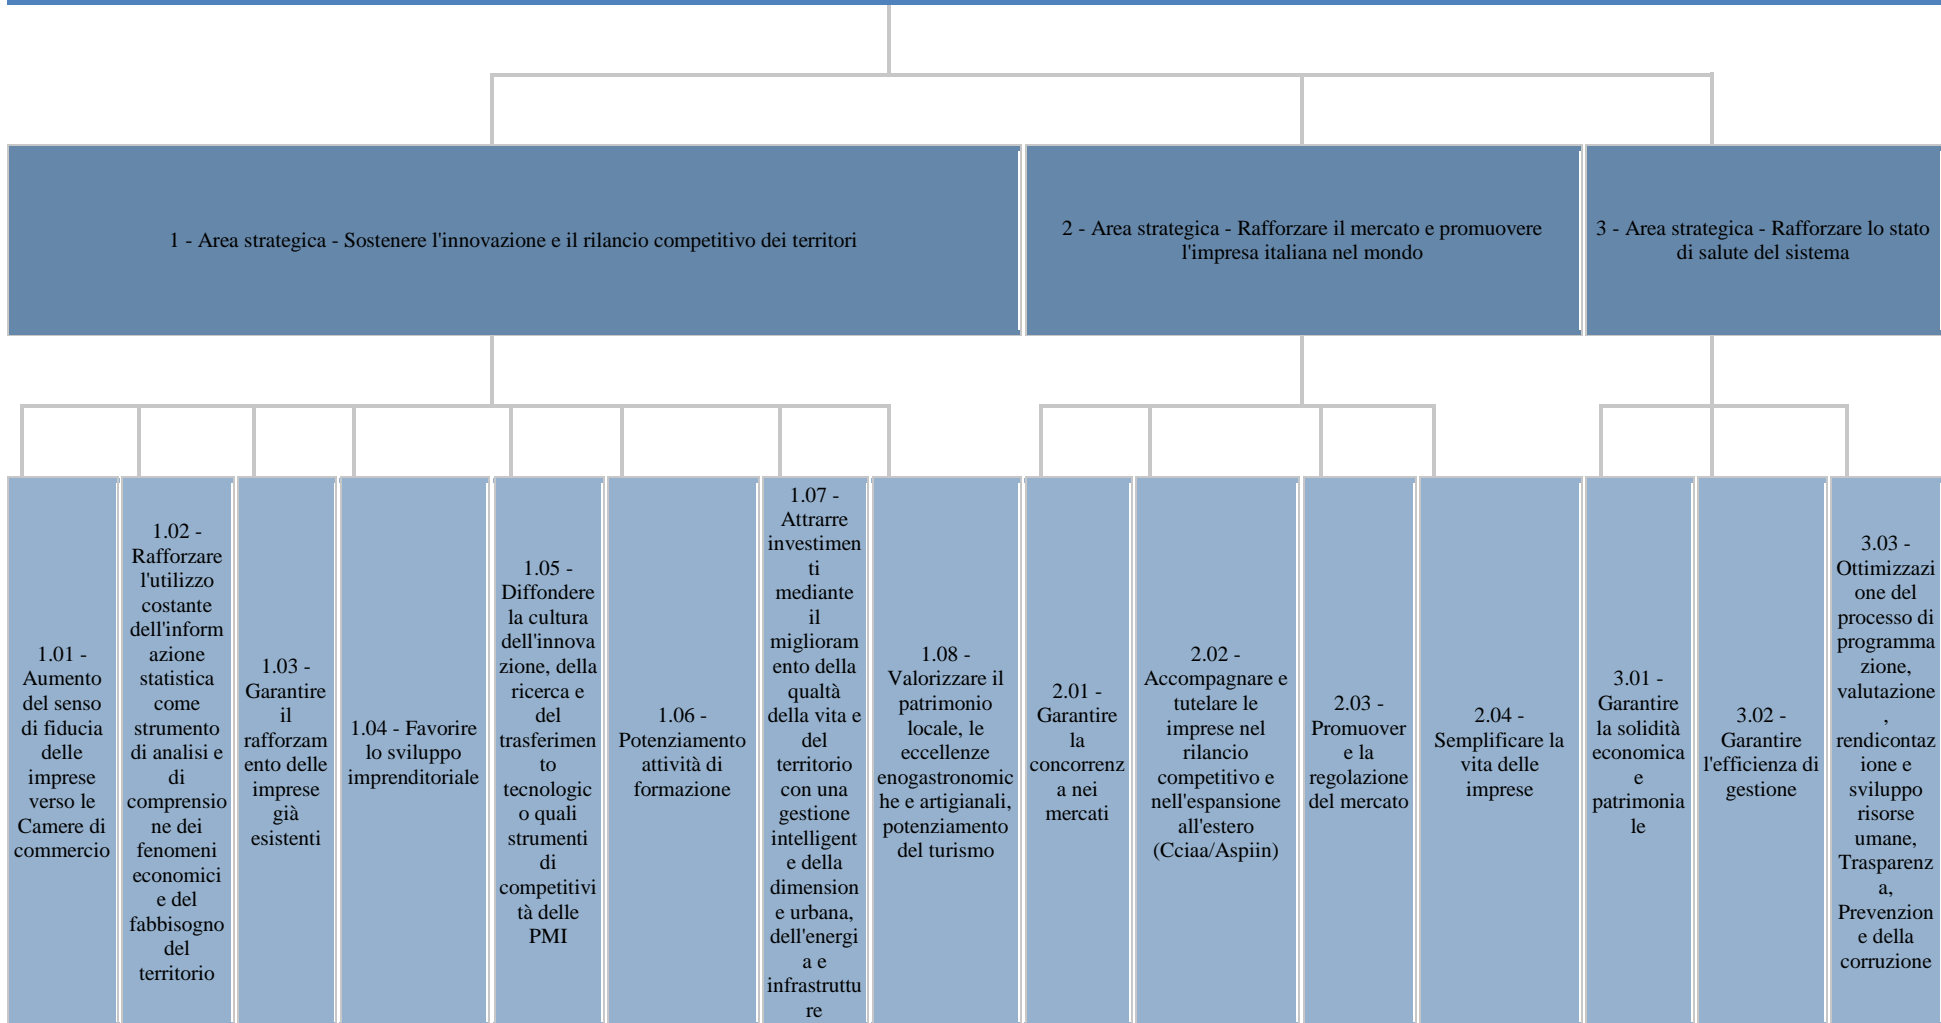 1 - Area strategica - Sostenere l'innovazione e il rilancio competitivo dei territori
2 - Area strategica - Rafforzare il mercato e promuovere
l'impresa italiana nel mondo
3 - Area strategica - Rafforzare lo stato
di salute del sistema
1.01 -
Aumento
del senso
di fiducia
delle
imprese
verso le
Camere di
commercio
1.02 -
Rafforzare
l'utilizzo
costante
dell'inform
azione
statistica
come
strumento
di analisi e
di
comprensio
ne dei
fenomeni
economici
e del
fabbisogno
del
territorio
1.03 -
Garantire
il
rafforzam
ento delle
imprese
già
esistenti
1.04 - Favorire
lo sviluppo
imprenditoriale
1.05 -
Diffondere
la cultura
dell'innova
zione, della
ricerca e
del
trasferimen
to
tecnologic
o quali
strumenti
di
competitivi
tà delle
PMI
1.06 -
Potenziamento
attività di
formazione
1.07 -
Attrarre
investimen
ti
mediante
il
miglioram
ento della
qualtà
della vita e
del
territorio
con una
gestione
intelligent
e della
dimension
e urbana,
dell'energi
a e
infrastruttu
re
1.08 -
Valorizzare il
patrimonio
locale, le
eccellenze
enogastronomic
he e artigianali,
potenziamento
del turismo
2.01 -
Garantire
la
concorrenz
a nei
mercati
2.02 -
Accompagnare e
tutelare le
imprese nel
rilancio
competitivo e
nell'espansione
all'estero
(Cciaa/Aspiin)
2.03 -
Promuover
e la
regolazione
del mercato
2.04 -
Semplificare la
vita delle
imprese
3.01 -
Garantire
la solidità
economica
e
patrimonia
le
3.02 -
Garantire
l'efficienza di
gestione
3.03 -
Ottimizzazi
one del
processo di
programma
zione,
valutazione
,
rendicontaz
ione e
sviluppo
risorse
umane,
Trasparenz
a,
Prevenzion
e della
corruzione